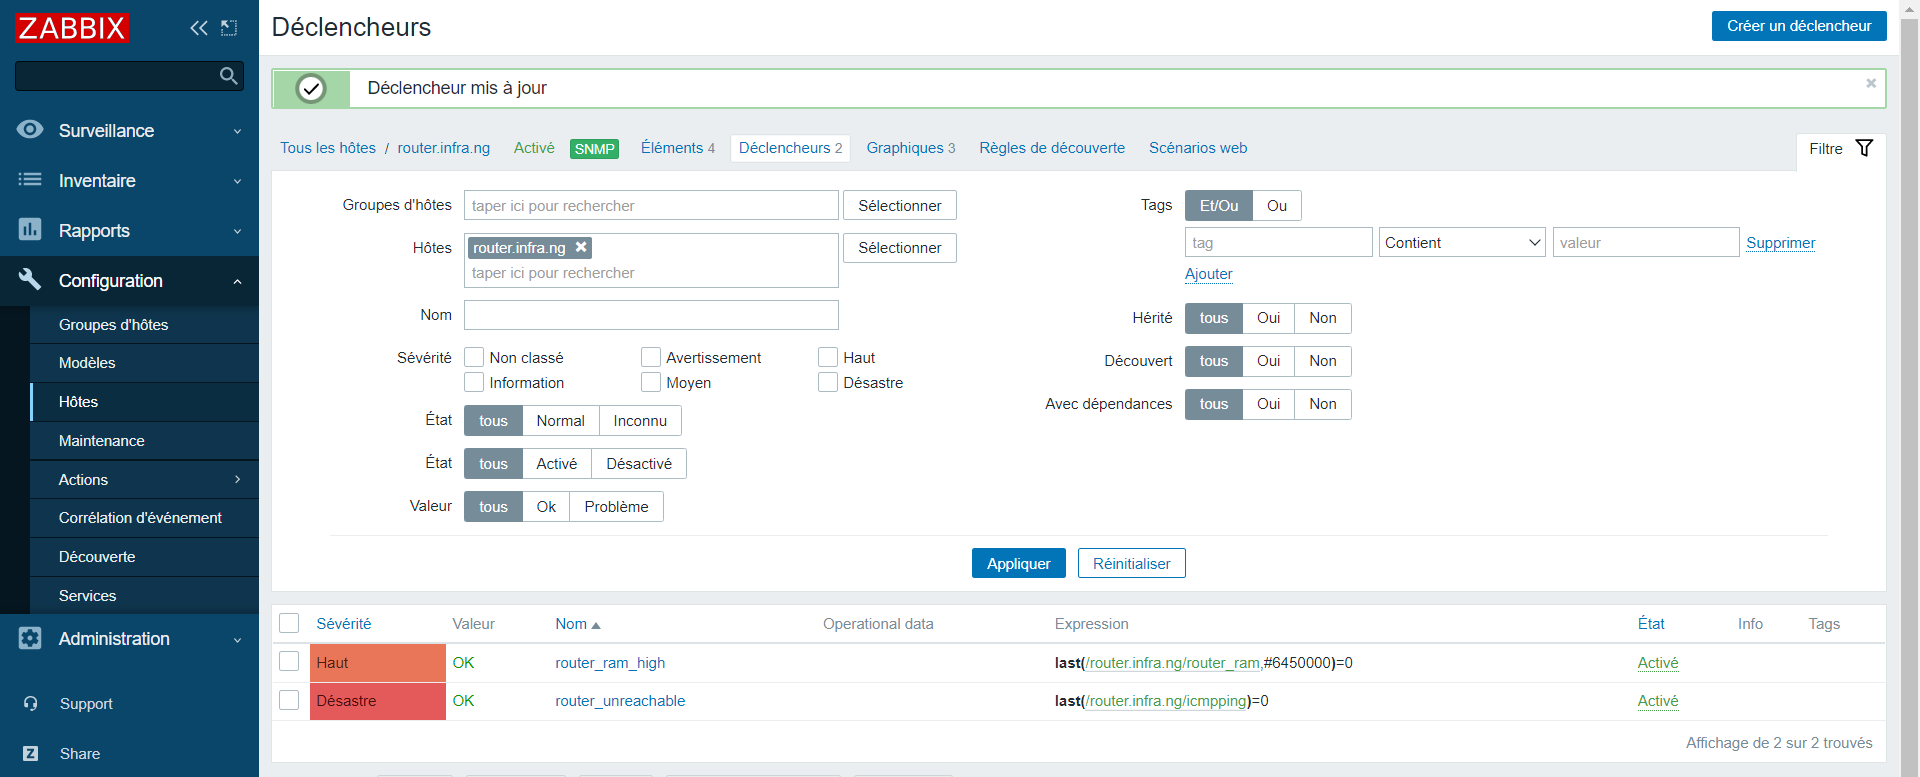 ZABBIX
Surveillance
Inventaire
Rapports
Configuration
Groupes d'hôtes
Modèles
Hôtes
Maintenance
Actions
Corrélation d'événement
Découverte
Services
Administration
Support
Share
Déclencheurs
Créer un déclencheur
Déclencheur mis à jour
Tous les hôtes / router.infra.ng Activé SNMP Éléments 4 Déclencheurs 2 Graphiques 3 Règles de découverte Scénarios web
Filtre
Groupes d'hôtes taper ici pour rechercher Sélectionner
Hôtes router.infra.ng Sélectionner
taper ici pour rechercher
Nom
Sévérité Non classé Avertissement Haut
Information Moyen Désastre
État tous Normal Inconnu
État tous Activé Désactivé
Valeur tous Ok Problème
Tags Et/Ou Ou
tag Contient valeur Supprimer
Ajouter
Hérité tous Oui Non
Découvert tous Oui Non
Avec dépendances tous Oui Non
Appliquer Réinitialiser
Sévérité Valeur Nom Operational data Expression État Info Tags
Haut OK router_ram_high last(/router.infra.ng/router_ram,#6450000)=0 Activé
Désastre OK router_unreachable last(/router.infra.ng/icmpping)=0 Activé
Affichage de 2 sur 2 trouvés